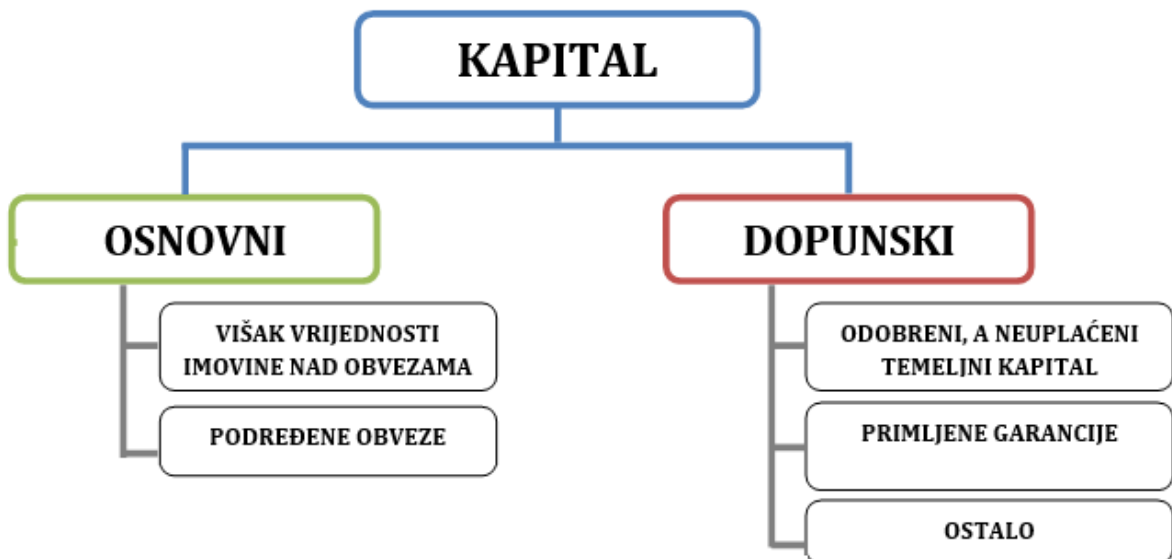 KAPITAL
OSNOVNI
VIŠAK VRIJEDNOSTI
IMOVINE NAD OBVEZAMA
PODREĐENE OBVEZE
DOPUNSKI
ODOBRENI, A NEUPLAĆENI
TEMELJNI KAPITAL
PRIMLJENE GARANCIJE
OSTALO